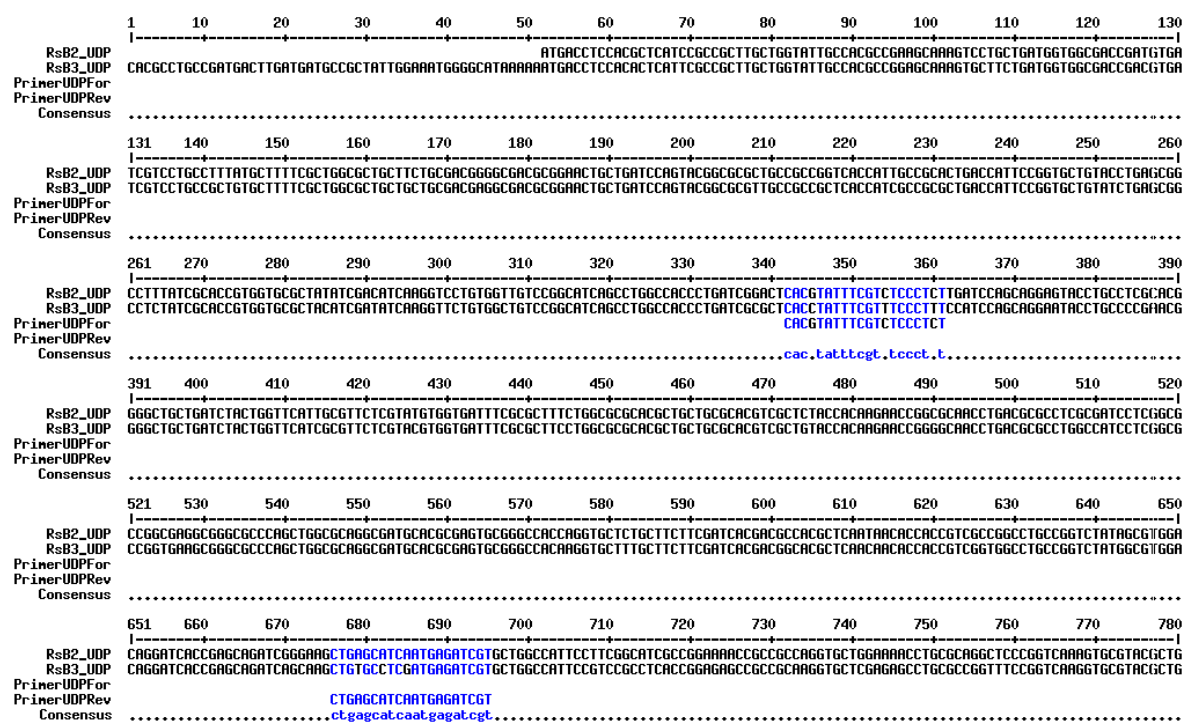 1 10 20 30 40 50 60 70 80 90 100 110 120 130
|--------+---------+---------+---------+---------+---------+---------+---------+---------+---------+---------+---------+---------|
RsB2_UDP ATGACCTCCACGCTCATCCGCCGCTTGCTGGTATTGCCACGCCGAAGCAAAGTCCTGCTGATGGTGGCGACCGATGTGA
RsB3_UDP CACGCCTGCCGATGACTTGATGATGCCGCTATTGGAAATGGGGCATAAAAAATGACCTCCACACTCATTCGCCGCTTGCTGGTATTGCCACGCCGGAGCAAAGTGCTTCTGATGGTGGCGACCGACGTGA
PrimerUDPFor
PrimerUDPRev
Consensus ..................................................................................................................................
131 140 150 160 170 180 190 200 210 220 230 240 250 260
|--------+---------+---------+---------+---------+---------+---------+---------+---------+---------+---------+---------+---------|
RsB2_UDP TCGTCCTGCCTTTATGCTTTTCGCTGGCGCTGCTTCTGCGACGGGGCGACGCGGAACTGCTGATCCAGTACGGCGCGCTGCCGCCGGTCACCATTGCCGCACTGACCATTCCGGTGCTGTACCTGAGCGG
RsB3_UDP TCGTCCTGCCGCTGTGCTTTTCGCTGGCGCTGCTGCTGCGACGAGGCGACGCGGAACTGCTGATCCAGTACGGCGCGTTGCCGCCGCTCACCATCGCCGCGCTGACCATTCCGGTGCTGTATCTGAGCGG
PrimerUDPFor
PrimerUDPRev
Consensus ..................................................................................................................................
261 270 280 290 300 310 320 330 340 350 360 370 380 390
|--------+---------+---------+---------+---------+---------+---------+---------+---------+---------+---------+---------+---------|
RsB2_UDP CCTTTATCGCACCGTGGTGCGCTATATCGACATCAAGGTCCTGTGGTTGTCCGGCATCAGCCTGGCCACCCTGATCGGACTCACGTATTTCGTCTCCCTCTTGATCCAGCAGGAGTACCTGCCTCGCACG
RsB3_UDP CCTCTATCGCACCGTGGTGCGCTACATCGATATCAAGGTTCTGTGGCTGTCCGGCATCAGCCTGGCCACCCTGATCGCGCTCACCTATTTCGTTTCCCTTTCCATCCAGCAGGAATACCTGCCCCGAACG
PrimerUDPFor CACGTATTTCGTCTCCCTCT
PrimerUDPRev
Consensus .................................................................................cac.tatttcgt.tccct.t.............................
391 400 410 420 430 440 450 460 470 480 490 500 510 520
|--------+---------+---------+---------+---------+---------+---------+---------+---------+---------+---------+---------+---------|
RsB2_UDP GGGCTGCTGATCTACTGGTTCATTGCGTTCTCGTATGTGGTGATTTCGCGCTTTCTGGCGCGCACGCTGCTGCGCACGTCGCTCTACCACAAGAACCGGCGCAACCTGACGCGCCTCGCGATCCTCGGCG
RsB3_UDP GGGCTGCTGATCTACTGGTTCATCGCGTTCTCGTACGTGGTGATTTCGCGCTTCCTGGCGCGCACGCTGCTGCGCACGTCGCTGTACCACAAGAACCGGGGCAACCTGACGCGCCTGGCCATCCTCGGCG
PrimerUDPFor
PrimerUDPRev
Consensus ..................................................................................................................................
521 530 540 550 560 570 580 590 600 610 620 630 640 650
|--------+---------+---------+---------+---------+---------+---------+---------+---------+---------+---------+---------+---------|
RsB2_UDP CCGGCGAGGCGGGCGCCCAGCTGGCGCAGGCGATGCACGCGAGTGCGGGCCACCAGGTGCTCTGCTTCTTCGATCACGACGCCACGCTCAATAACACCACCGTCGCCGGCCTGCCGGTCTATAGCGTGGA
RsB3_UDP CCGGTGAAGCGGGCGCCCAGCTGGCGCAGGCGATGCACGCGAGTGCGGGCCACAAGGTGCTTTGCTTCTTCGATCACGACGGCACGCTCAACAACACCACCGTCGGTGGCCTGCCGGTCTATGGCGTGGA
PrimerUDPFor
PrimerUDPRev
Consensus ..................................................................................................................................
651 660 670 680 690 700 710 720 730 740 750 760 770 780
|--------+---------+---------+---------+---------+---------+---------+---------+---------+---------+---------+---------+---------|
RsB2_UDP CAGGATCACCGAGCAGATCGGGAAGCTGAGCATCAATGAGATCGTGCTGGCCATTCCTTCGGCATCGCCGGAAAACCGCCGCCAGGTGCTGGAAAACCTGCGCAGGCTCCCGGTCAAAGTGCGTACGCTG
RsB3_UDP CAGGATCACCGAGCAGATCAGCAAGCTGTGCCTCGATGAGATCGTGCTGGCCATTCCGTCCGCCTCACCGGAGAGCCGCCGCAAGGTGCTCGAGAGCCTGCGCCGGTTTCCGGTCAAGGTGCGTACGCTG
PrimerUDPFor
PrimerUDPRev CTGAGCATCAATGAGATCGT
Consensus .........................ctgagcatcaatgagatcgt.....................................................................................